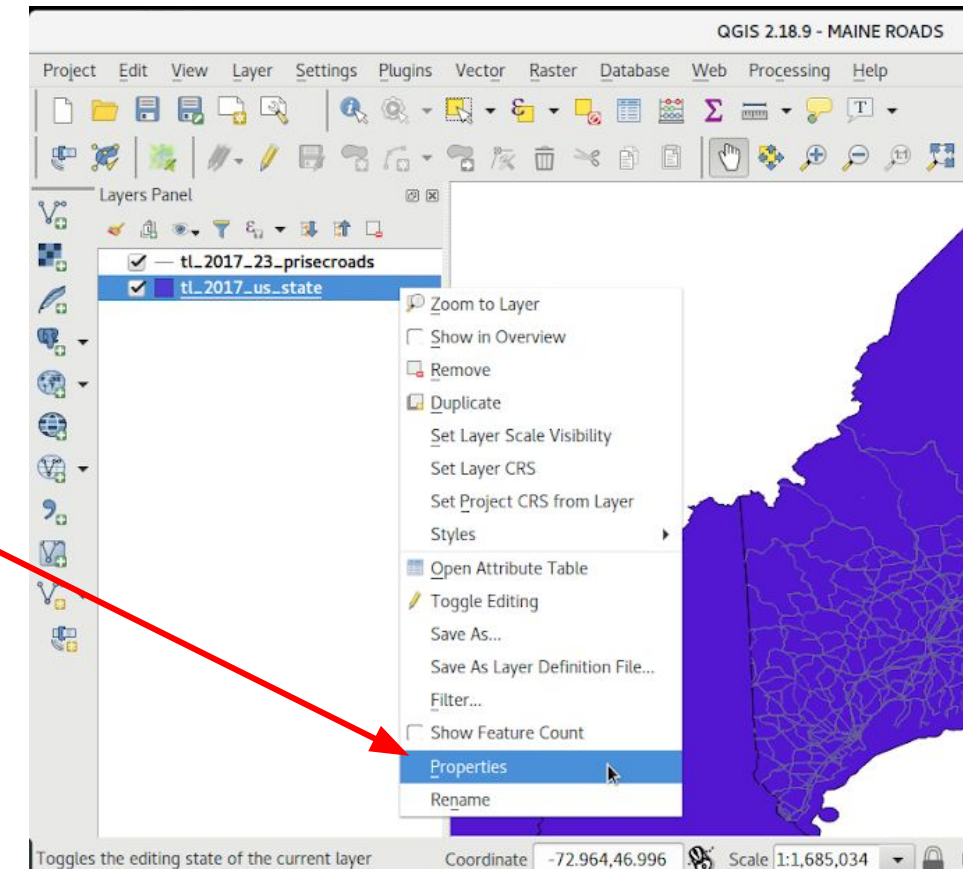 QGIS 2.18.9 - MAINE ROADS
Project Edit View Layer Settings Plugins Vector Raster Database Web Processing Help
Layers Panel
tl_2017_23_prisecroads
tl_2017_us_state
Zoom to Layer
Show in Overview
Remove
Duplicate
Set Layer Scale Visibility
Set Layer CRS
Set Project CRS from Layer
Styles
Open Attribute Table
Toggle Editing
Save As...
Save As Layer Definition File...
Filter...
Show Feature Count
Properties
Rename
Toggles the editing state of the current layer Coordinate -72.964,46.996 Scale 1:1,685,034